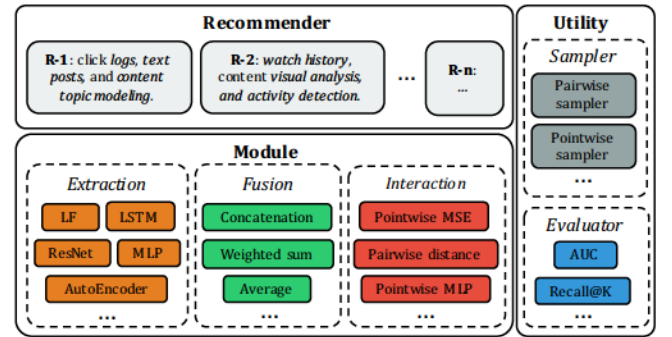 Recommender
R-1: click logs, text
posts, and content
topic modeling.
R-2: watch history,
content visual analysis,
and activity detection.
...
R-n:
...
Module
Extraction
LF
LSTM
ResNet
MLP
AutoEncoder
...
Fusion
Concatenation
Weighted sum
Average
...
Interaction
Pointwise MSE
Pairwise distance
Pointwise MLP
...
Utility
Sampler
Pairwise
sampler
Pointwise
sampler
...
Evaluator
AUC
Recall@K
...